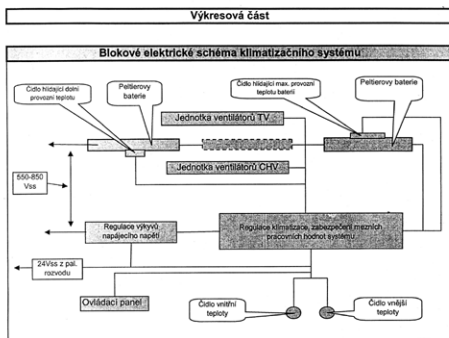 Výkresová část
Blokové elektrické schéma klimatizačního systému
Čidlo hlídající dolní
provozní teplotu
Peltierovy
baterie
Čidlo hlídající max. provozní
teplotu baterií
Peltierovy baterie
Jednotka ventilátorů TV
Jednotka ventilátorů CHV
550-850
Vss
Regulace výkyvů
napájecího napětí
Regulace klimatizace, zabezpečení mezních
pracovních hodnot systému.
24Vss z pal.
rozvodu
Ovládací panel
Čidlo vnitřní
teploty
Čidlo vnější
teploty